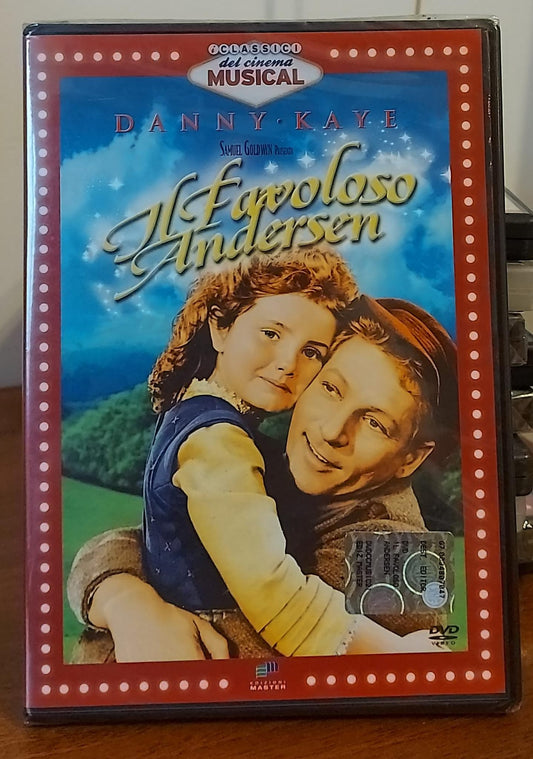 i CLASSICI
del cinema
MUSICAL
DANNY · KAYE
SAMUEL GOLDWYN PRESENTA
Il Favoloso
Andersen
DVD
VIDEO
EDIZIONI
MASTER